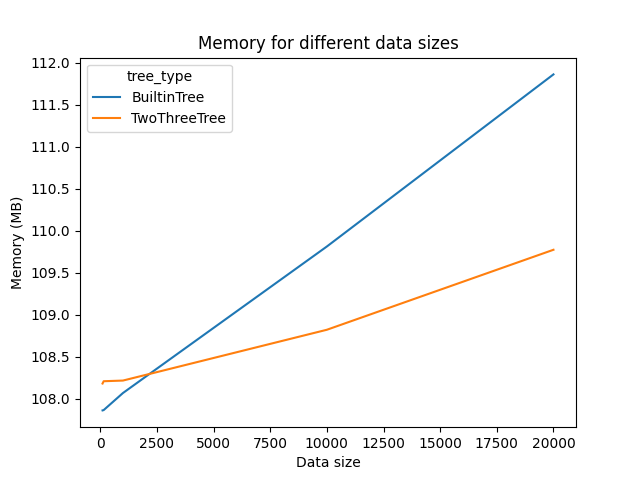 Memory for different data sizes
tree_type
BuiltinTree
TwoThreeTree
Memory (MB)
112.0
111.5
111.0
110.5
110.0
109.5
109.0
108.5
108.0
0 2500 5000 7500 10000 12500 15000 17500 20000
Data size